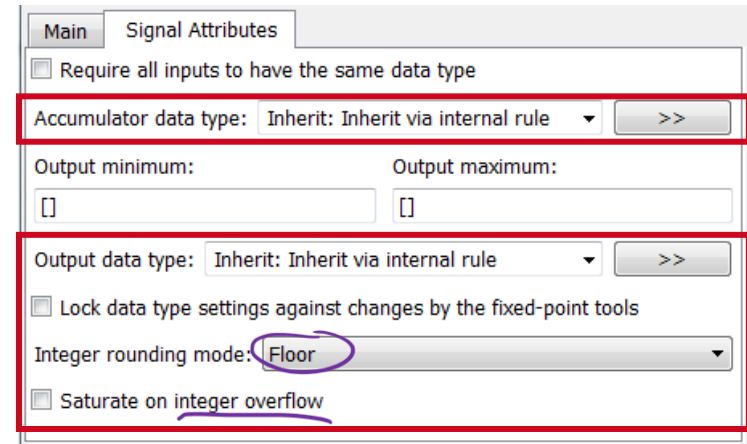 Main Signal Attributes
Require all inputs to have the same data type
Accumulator data type: Inherit: Inherit via internal rule >>
Output minimum: Output maximum:
[] []
Output data type: Inherit: Inherit via internal rule >>
Lock data type settings against changes by the fixed-point tools
Integer rounding mode: Floor
Saturate on integer overflow